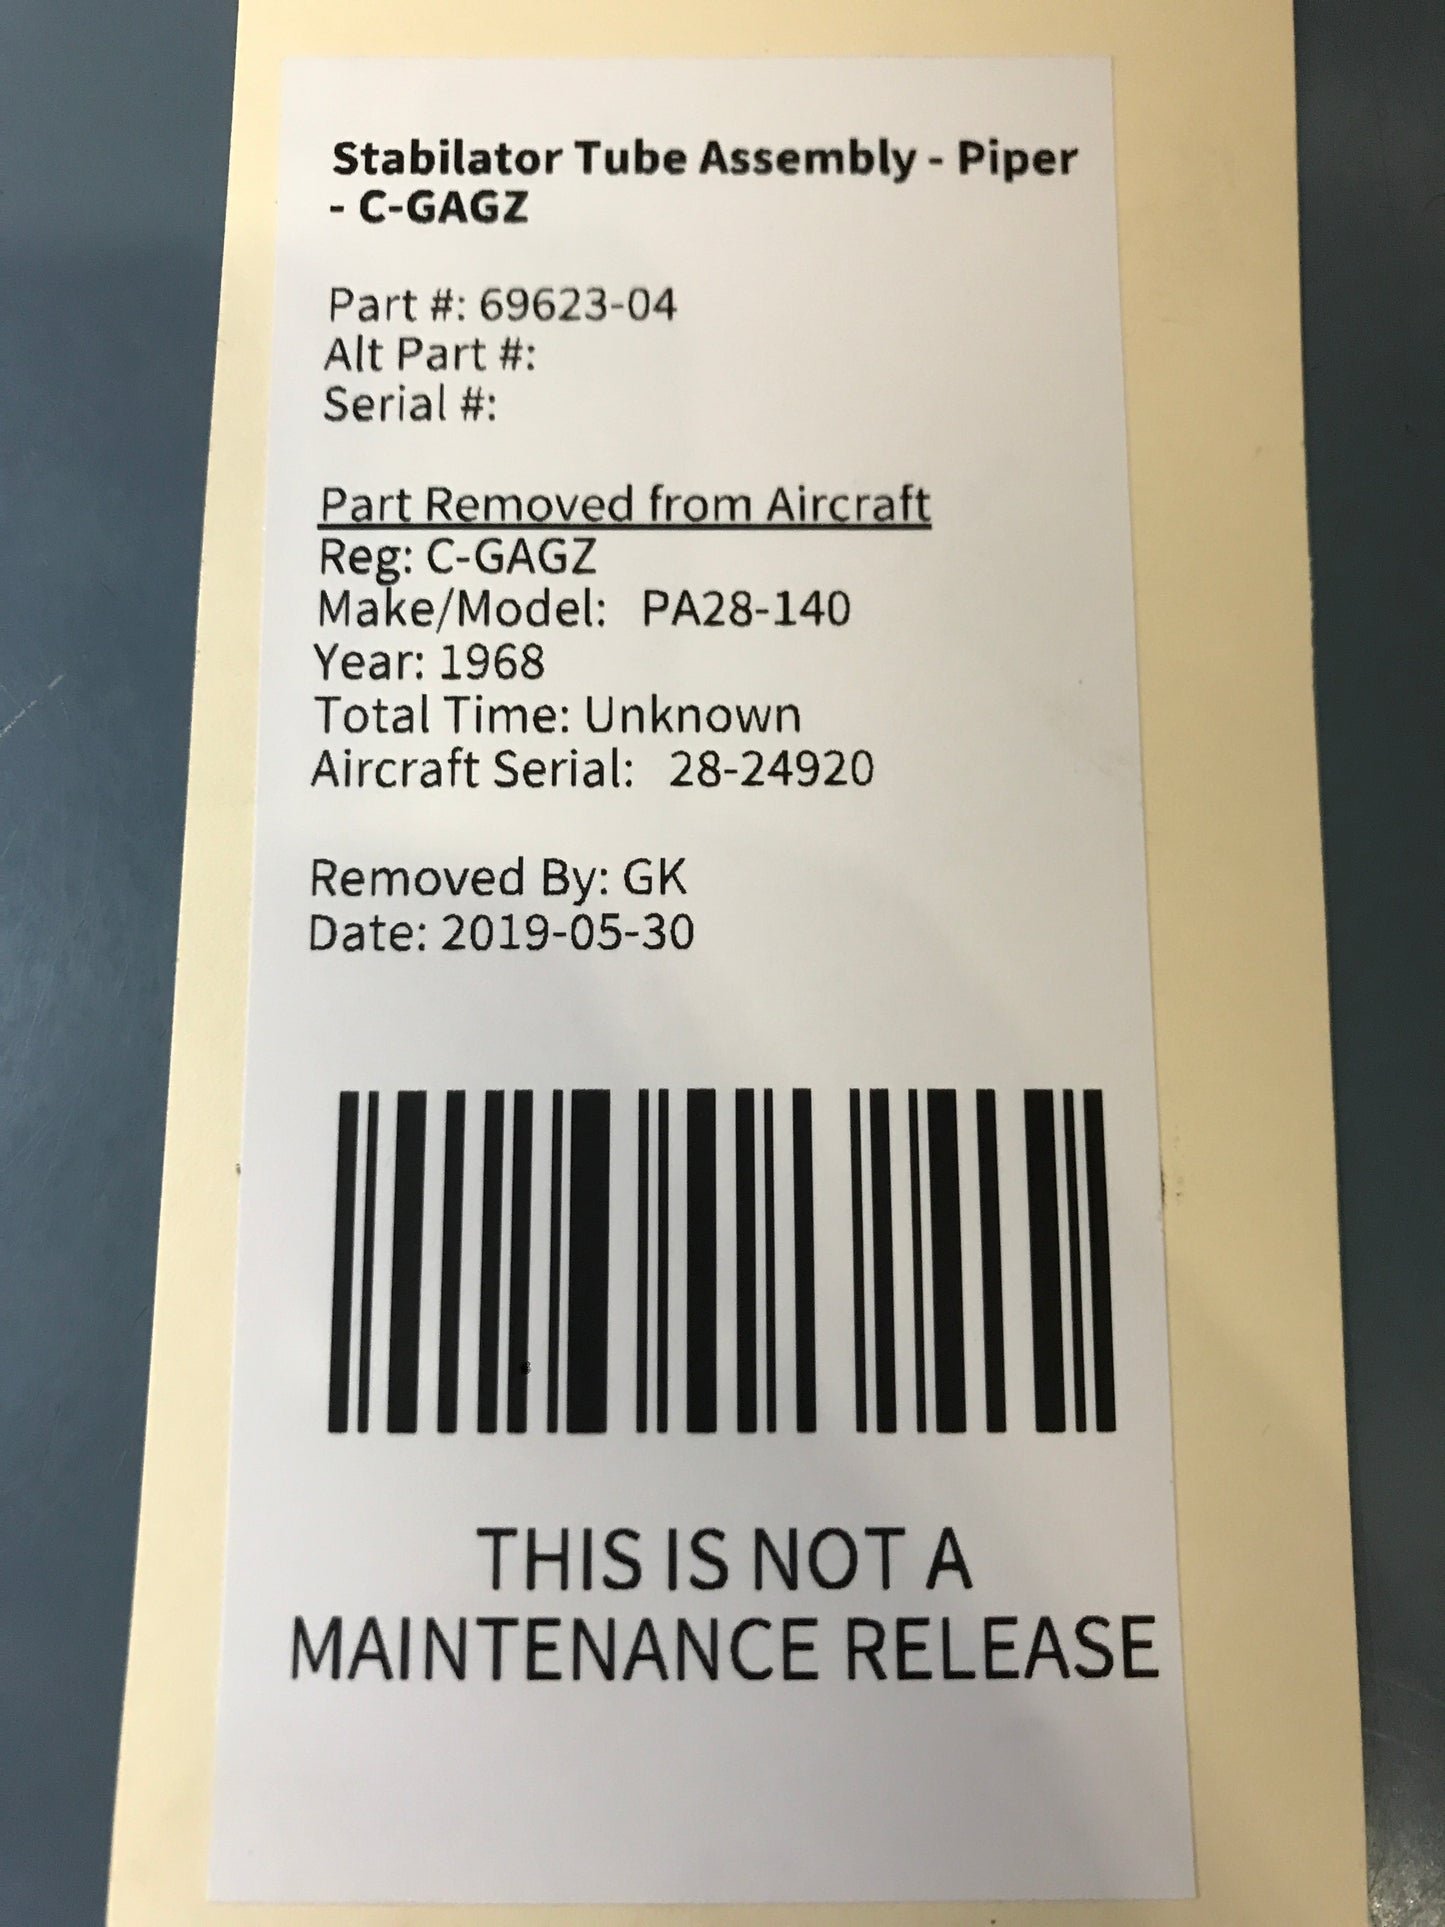 Stabilator Tube Assembly - Piper
- C-GAGZ
Part #: 69623-04
Alt Part #:
Serial #:
Part Removed from Aircraft
Reg: C-GAGZ
Make/Model: PA28-140
Year: 1968
Total Time: Unknown
Aircraft Serial: 28-24920
Removed By: GK
Date: 2019-05-30
THIS IS NOT A
MAINTENANCE RELEASE